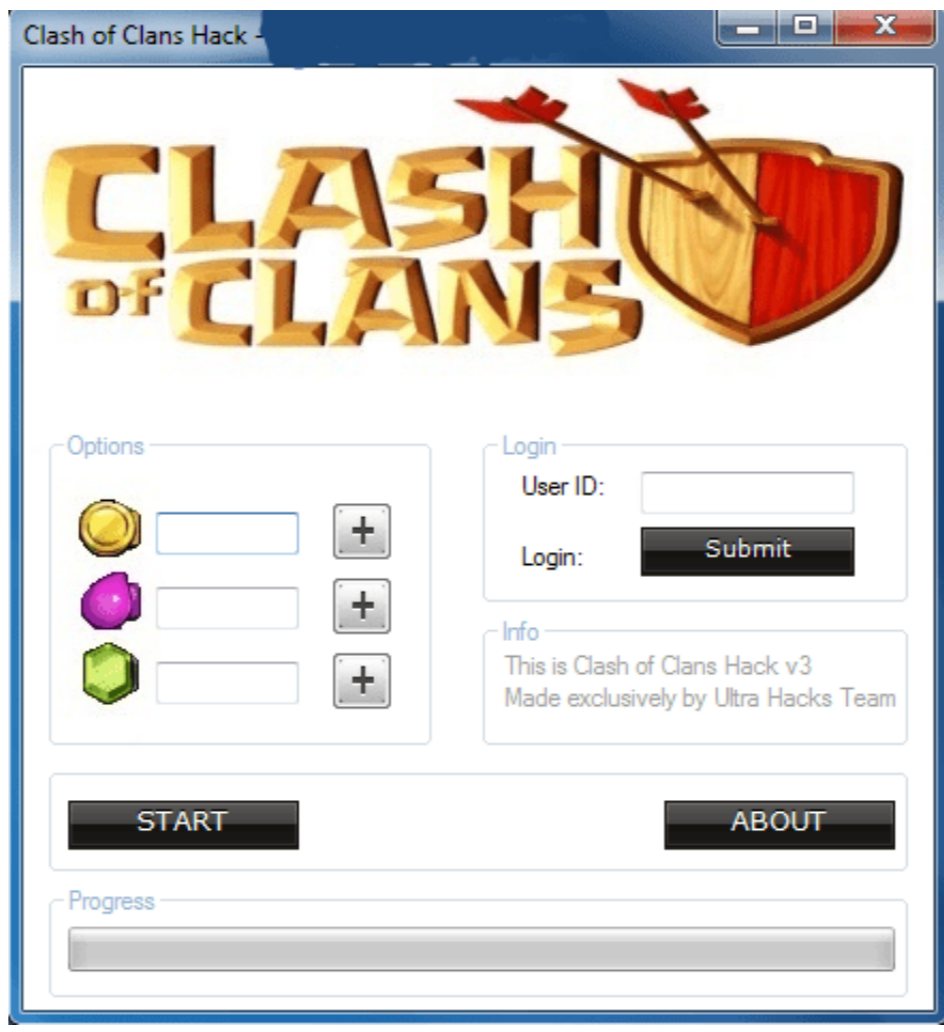 Clash of Clans Hack -
CLASH
OF CLANS
Options
Login
User ID:
Login:
Submit
Info
This is Clash of Clans Hack v3
Made exclusively by Ultra Hacks Team
START
ABOUT
Progress